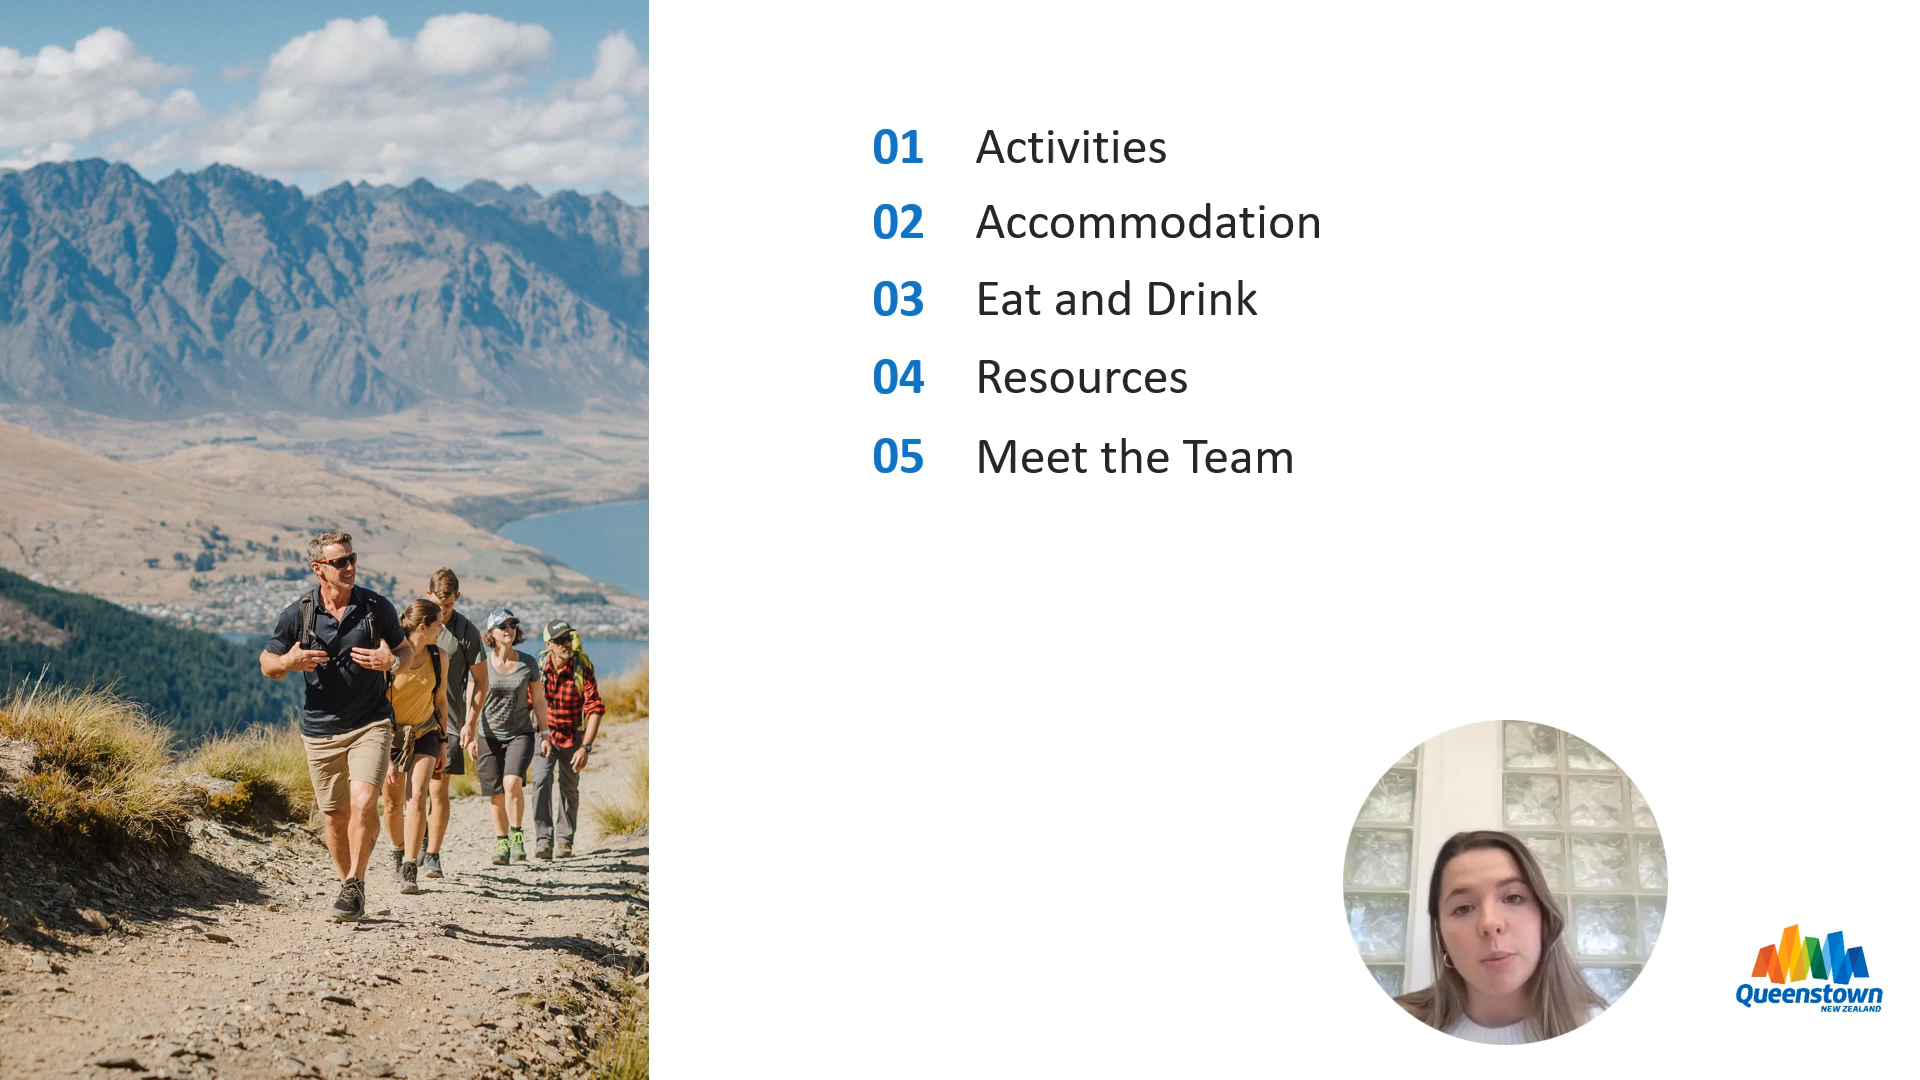 01 Activities
02 Accommodation
03 Eat and Drink
04 Resources
05 Meet the Team
Queenstown
NEW ZEALAND